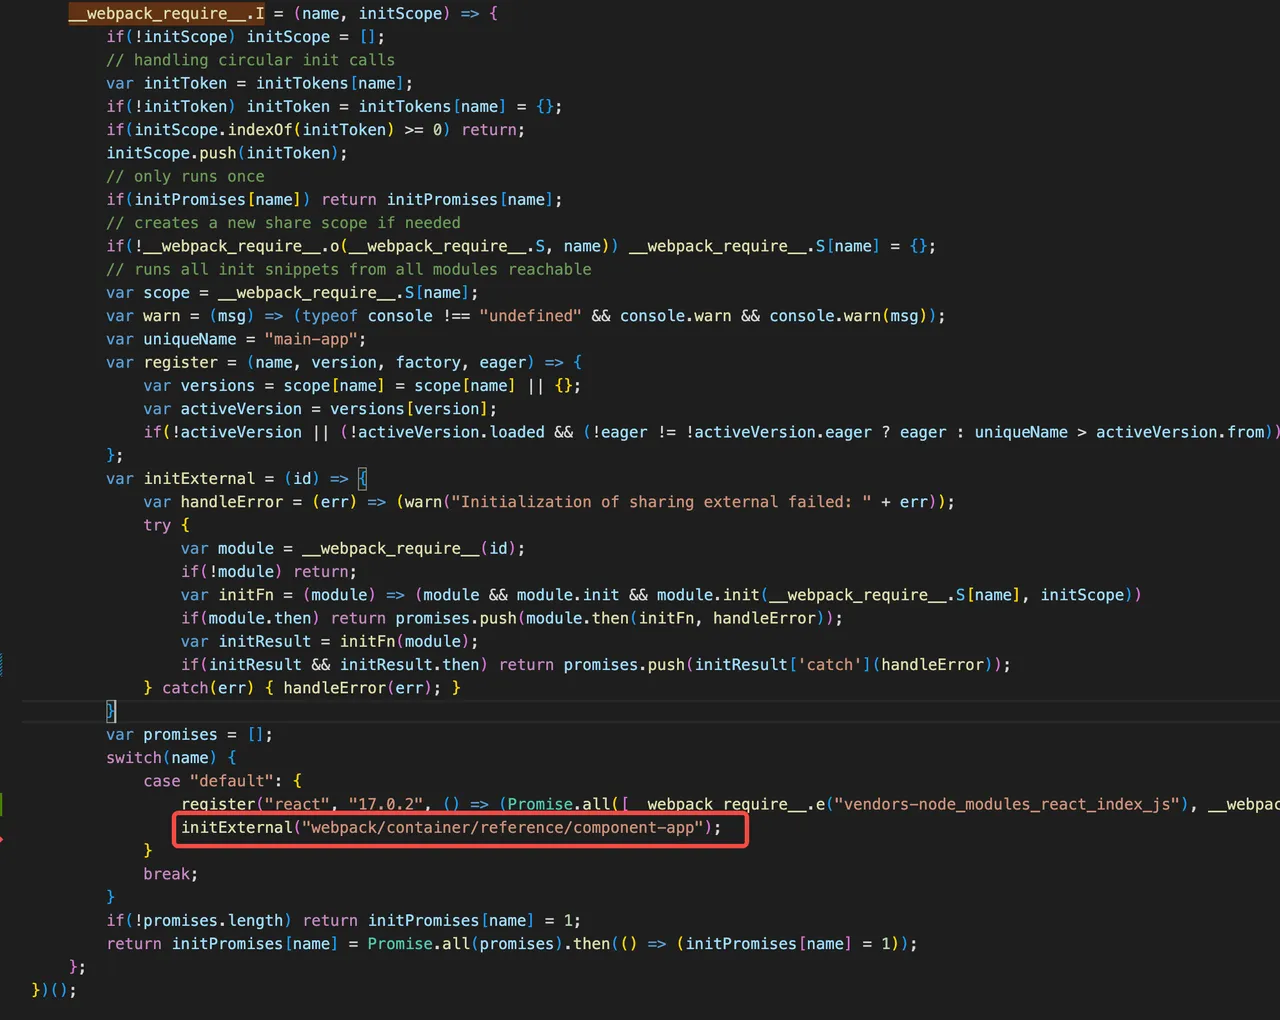 __webpack_require__.I = (name, initScope) => {
if(!initScope) initScope = [];
// handling circular init calls
var initToken = initTokens[name];
if(!initToken) initToken = initTokens[name] = {};
if(initScope.indexOf(initToken) >= 0) return;
initScope.push(initToken);
// only runs once
if(initPromises[name]) return initPromises[name];
// creates a new share scope if needed
if(!__webpack_require__.o(__webpack_require__.S, name)) __webpack_require__.S[name] = {};
// runs all init snippets from all modules reachable
var scope = __webpack_require__.S[name];
var warn = (msg) => (typeof console !== "undefined" && console.warn && console.warn(msg));
var uniqueName = "main-app";
var register = (name, version, factory, eager) => {
var versions = scope[name] = scope[name] || {};
var activeVersion = versions[version];
if(!activeVersion || (!activeVersion.loaded && (!eager != !activeVersion.eager ? eager : uniqueName > activeVersion.from))
};
var initExternal = (id) => {
var handleError = (err) => (warn("Initialization of sharing external failed: " + err));
try {
var module = __webpack_require__(id);
if(!module) return;
var initFn = (module) => (module && module.init && module.init(__webpack_require__.S[name], initScope))
if(module.then) return promises.push(module.then(initFn, handleError));
var initResult = initFn(module);
if(initResult && initResult.then) return promises.push(initResult['catch'](handleError));
} catch(err) { handleError(err); }
}
var promises = [];
switch(name) {
case "default": {
register("react", "17.0.2", () => (Promise.all([__webpack_require__.e("vendors-node_modules_react_index_js"), __webpac
initExternal("webpack/container/reference/component-app");
}
break;
}
if(!promises.length) return initPromises[name] = 1;
return initPromises[name] = Promise.all(promises).then(() => (initPromises[name] = 1));
};
})();